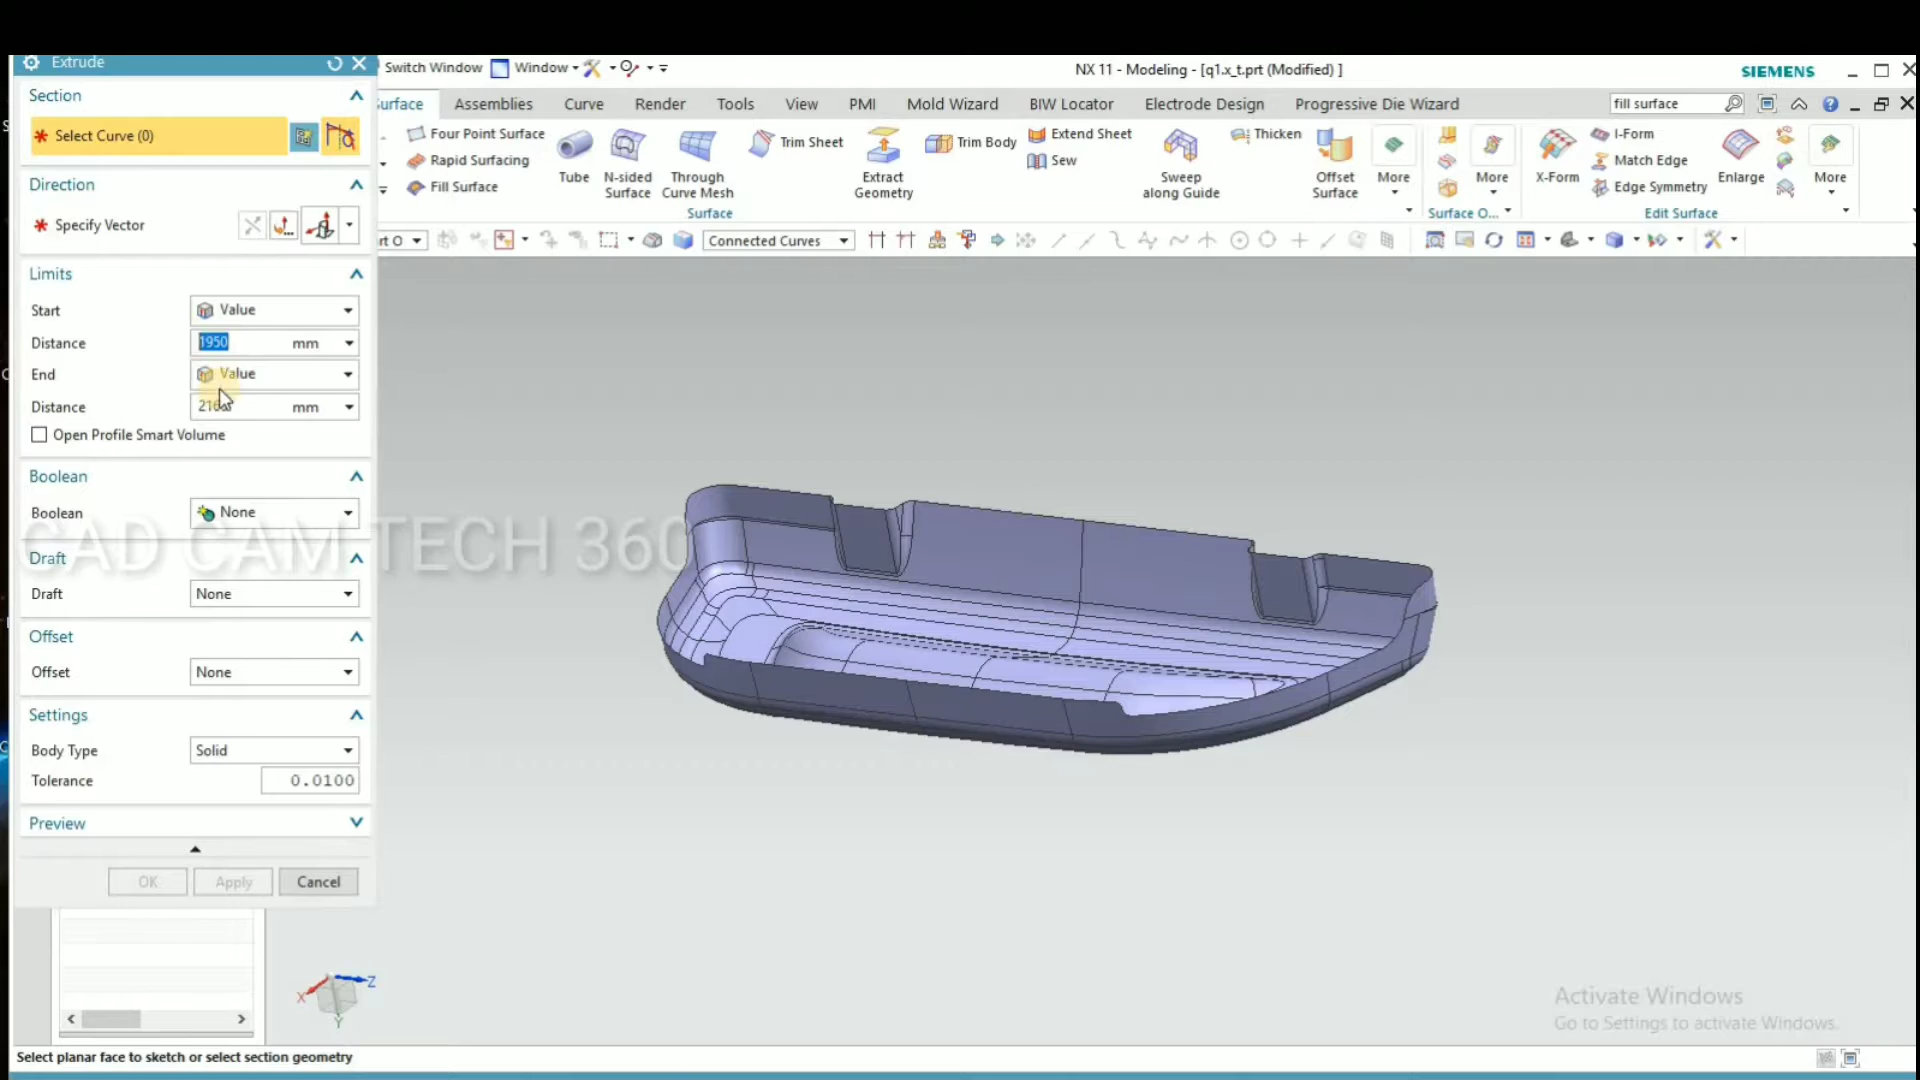 Extrude
Switch Window Window
NX 11 - Modeling - [q1.x_t.prt (Modified) ]
SIEMENS
Section
Select Curve (0)
Direction
Specify Vector
Limits
Start Value
Distance 1950 mm
End Value
Distance mm
Open Profile Smart Volume
Boolean
Boolean None
Draft
Draft None
Offset
Offset None
Settings
Body Type Solid
Tolerance 0.0100
Preview
OK Apply Cancel
Assemblies Curve Render Tools View PMI Mold Wizard BIW Locator Electrode Design Progressive Die Wizard
fill surface
Four Point Surface
Rapid Surfacing
Fill Surface
Tube
N-sided Surface
Through Curve Mesh
Trim Sheet
Extract Geometry
Trim Body
Extend Sheet
Sew
Sweep along Guide
Thicken
Offset Surface
More
More
X-Form
I-Form
Match Edge
Edge Symmetry
Enlarge
More
Surface
Surface O...
Edit Surface
Connected Curves
CAD CAM TECH 360
X
Y
Z
Activate Windows
Go to Settings to activate Windows.
Select planar face to sketch or select section geometry